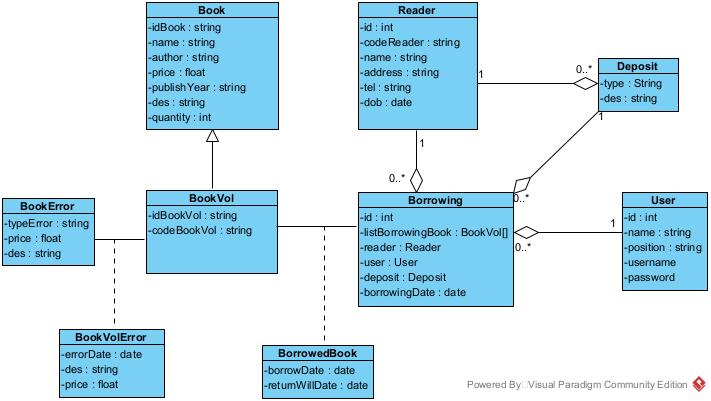 Book
-idBook : string
-name : string
-author : string
-price : float
-publishYear : string
-des : string
-quantity : int
Reader
-id : int
-codeReader : string
-name : string
-address : string
-tel : string
-dob : date
Deposit
-type : String
-des : string
1
0..*
1
1
0..*
0..*
BookError
-typeError : string
-price : float
-des : string
BookVol
-idBookVol : string
-codeBookVol : string
Borrowing
-id : int
-listBorrowingBook : BookVol[]
-reader : Reader
-user : User
-deposit : Deposit
-borrowingDate : date
1
0..*
User
-id : int
-name : string
-position : string
-username
-password
BookVolError
-errorDate : date
-des : string
-price : float
BorrowedBook
-borrowDate : date
-returnWillDate : date
Powered By Visual Paradigm Community Edition